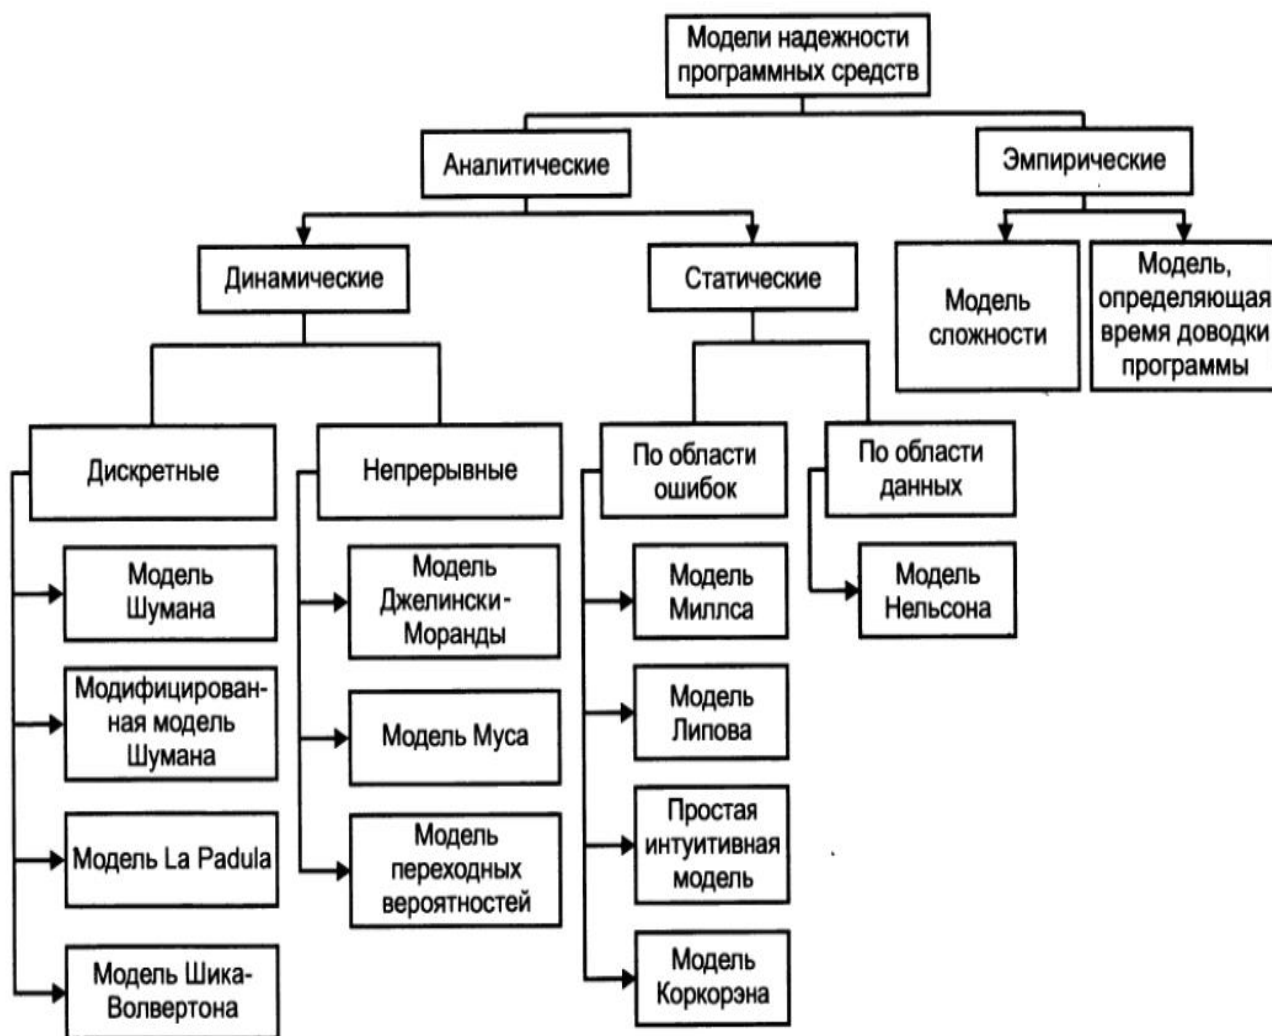 Модели надежности
программных средств
Аналитические
Эмпирические
Динамические
Статические
Модель
сложности
Модель,
определяющая
время доводки
программы
Дискретные
Непрерывные
По области
ошибок
По области
данных
Модель
Шумана
Модифицирован-
ная модель
Шумана
Модель La Padula
Модель Шика-
Волвертона
Модель
Джелински-
Моранды
Модель Муса
Модель
переходных
вероятностей
Модель
Миллса
Модель
Липова
Простая
интуитивная
модель
Модель
Коркорэна
Модель
Нельсона